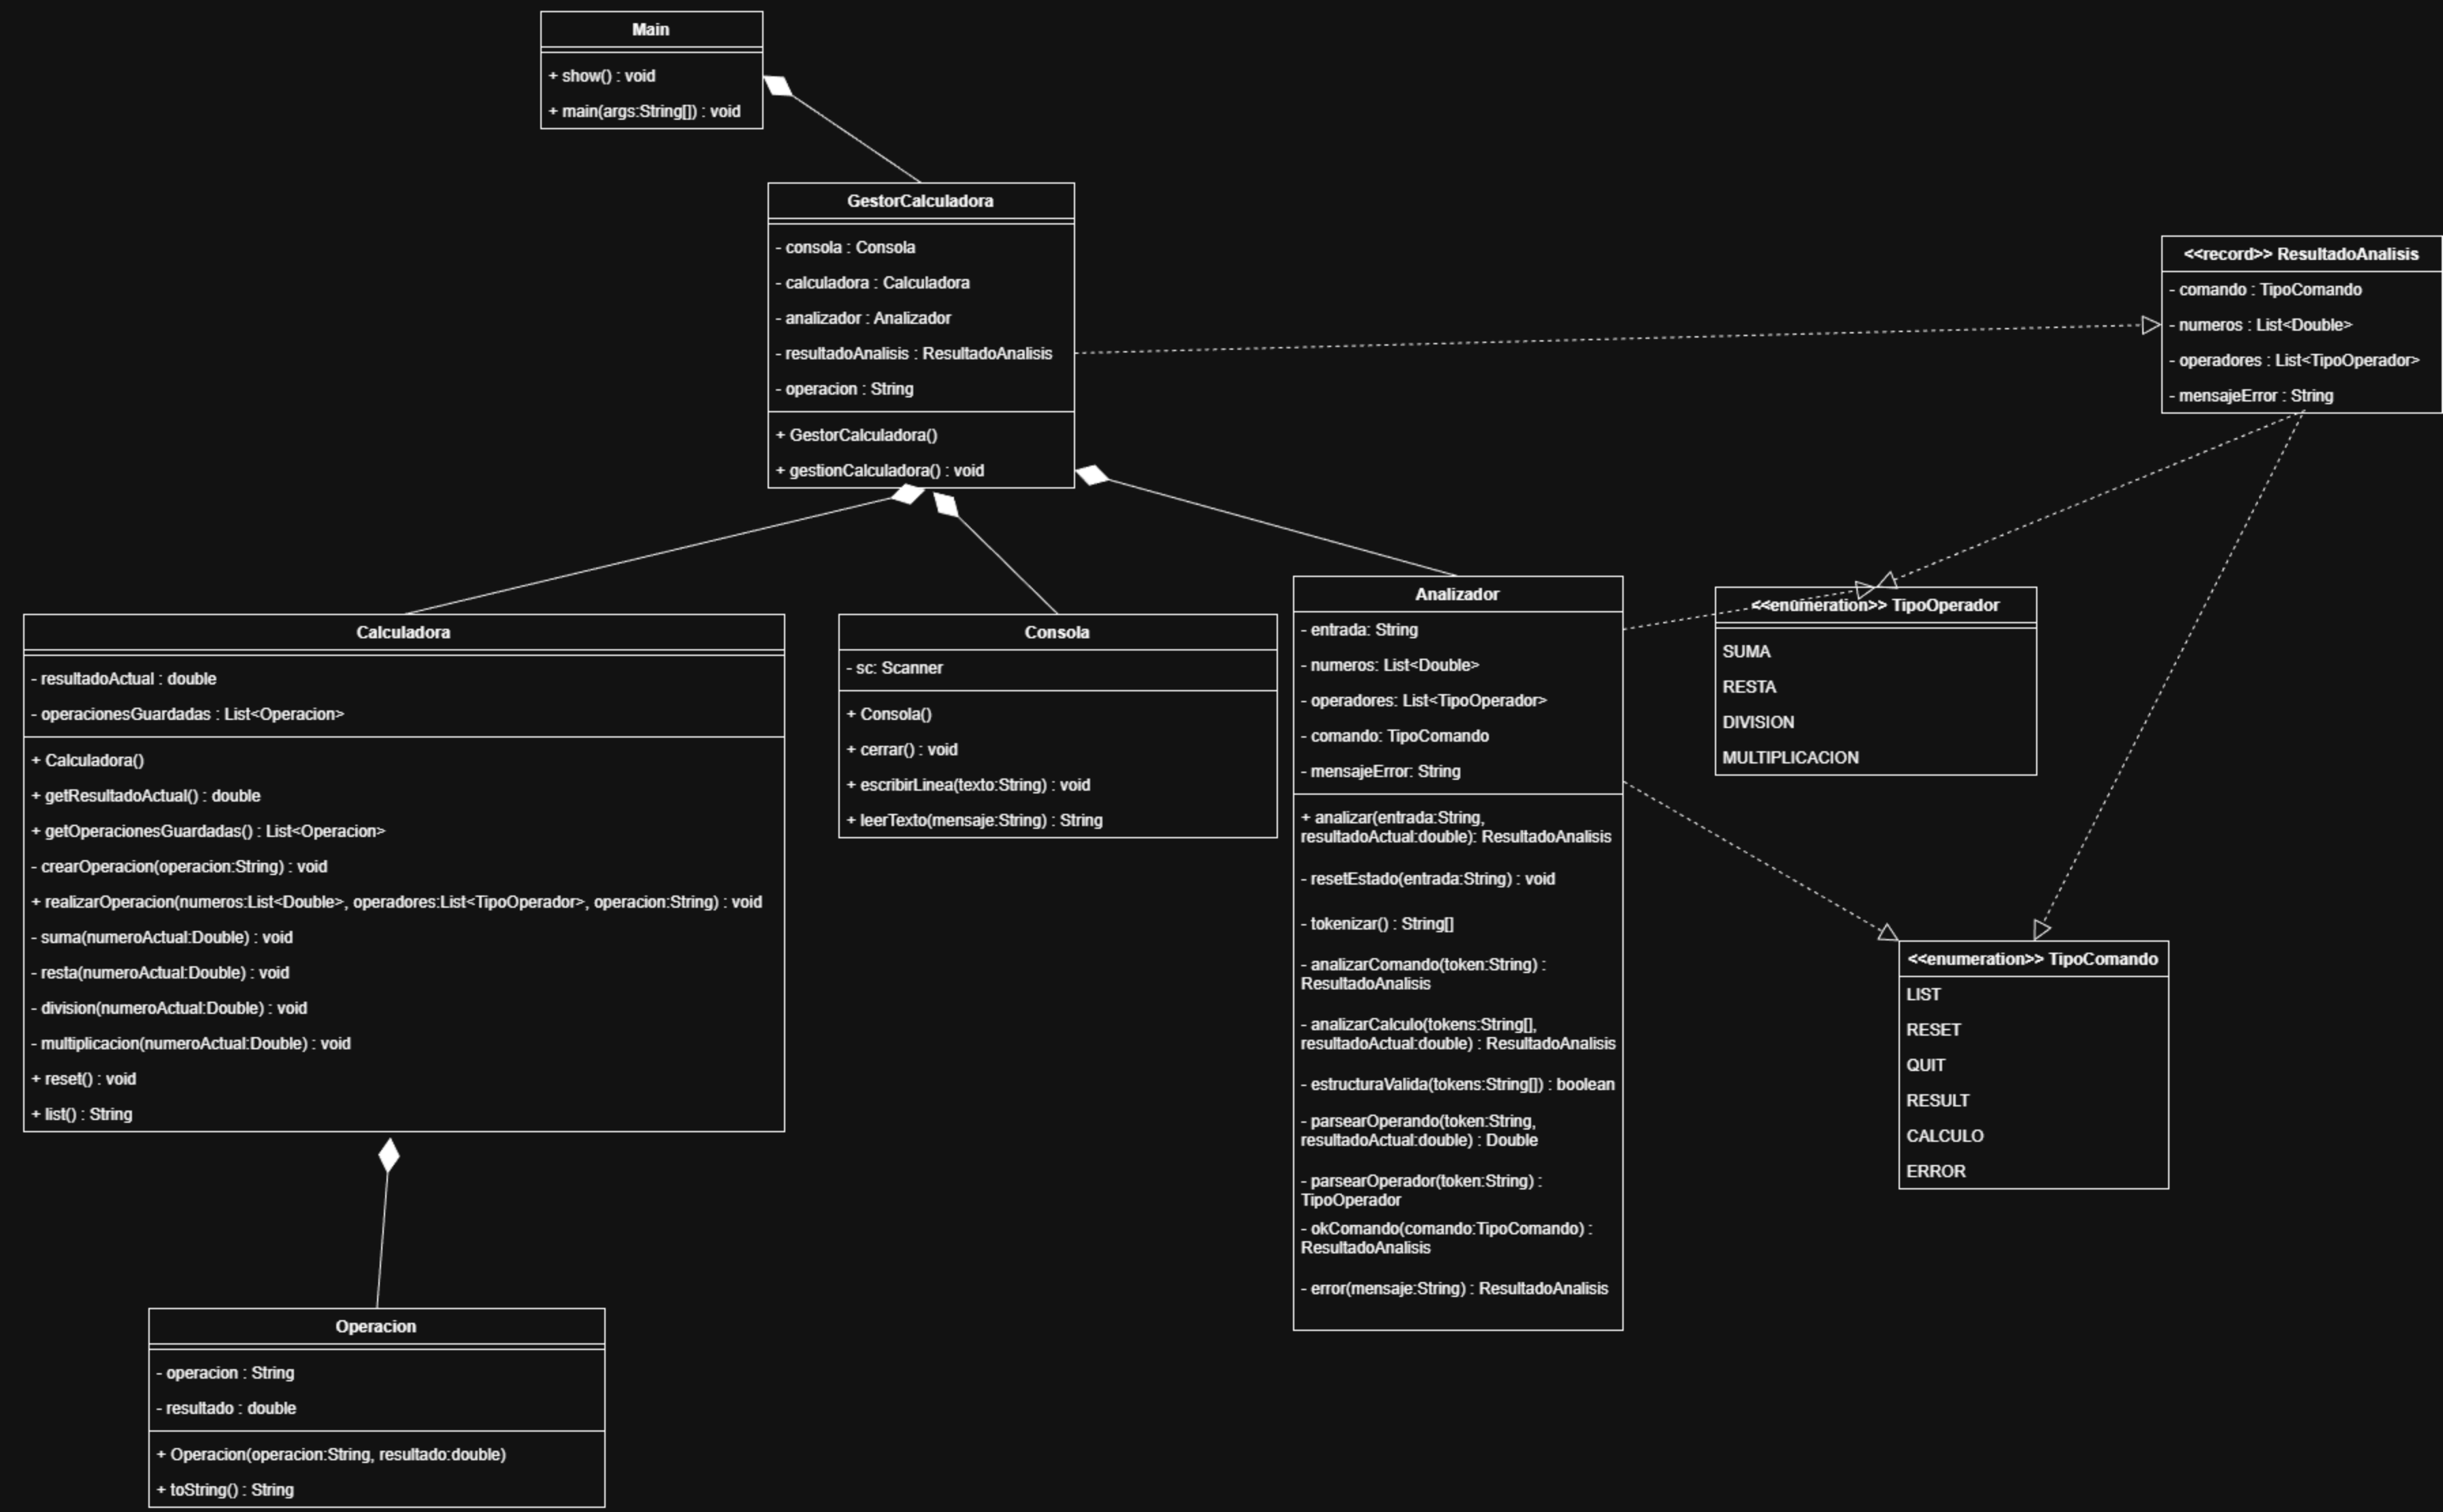 Main
+ show() : void
+ main(args:String[]) : void
GestorCalculadora
- consola : Consola
- calculadora : Calculadora
- analizador : Analizador
- resultadoAnalisis : ResultadoAnalisis
- operacion : String
+ GestorCalculadora()
+ gestionCalculadora() : void
<<record>> ResultadoAnalisis
- comando : TipoComando
- numeros : List<Double>
- operadores : List<TipoOperador>
- mensajeError : String
Calculadora
- resultadoActual : double
- operacionesGuardadas : List<Operacion>
+ Calculadora()
+ getResultadoActual() : double
+ getOperacionesGuardadas() : List<Operacion>
- crearOperacion(operacion:String) : void
+ realizarOperacion(numeros:List<Double>, operadores:List<TipoOperador>, operacion:String) : void
- suma(numeroActual:Double) : void
- resta(numeroActual:Double) : void
- division(numeroActual:Double) : void
- multiplicacion(numeroActual:Double) : void
+ reset() : void
+ list() : String
Consola
- sc: Scanner
+ Consola()
+ cerrar() : void
+ escribirLinea(texto:String) : void
+ leerTexto(mensaje:String) : String
Analizador
- entrada: String
- numeros: List<Double>
- operadores: List<TipoOperador>
- comando: TipoComando
- mensajeError: String
+ analizar(entrada:String,
resultadoActual:double): ResultadoAnalisis
- resetEstado(entrada:String) : void
- tokenizar() : String[]
- analizarComando(token:String) :
ResultadoAnalisis
- analizarCalculo(tokens:String[],
resultadoActual:double) : ResultadoAnalisis
- estructuraValida(tokens:String[]) : boolean
- parsearOperando(token:String,
resultadoActual:double) : Double
- parsearOperador(token:String) :
TipoOperador
- okComando(comando:TipoComando) :
ResultadoAnalisis
- error(mensaje:String) : ResultadoAnalisis
<<enumeration>> TipoOperador
SUMA
RESTA
DIVISION
MULTIPLICACION
<<enumeration>> TipoComando
LIST
RESET
QUIT
RESULT
CALCULO
ERROR
Operacion
- operacion : String
- resultado : double
+ Operacion(operacion:String, resultado:double)
+ toString() : String